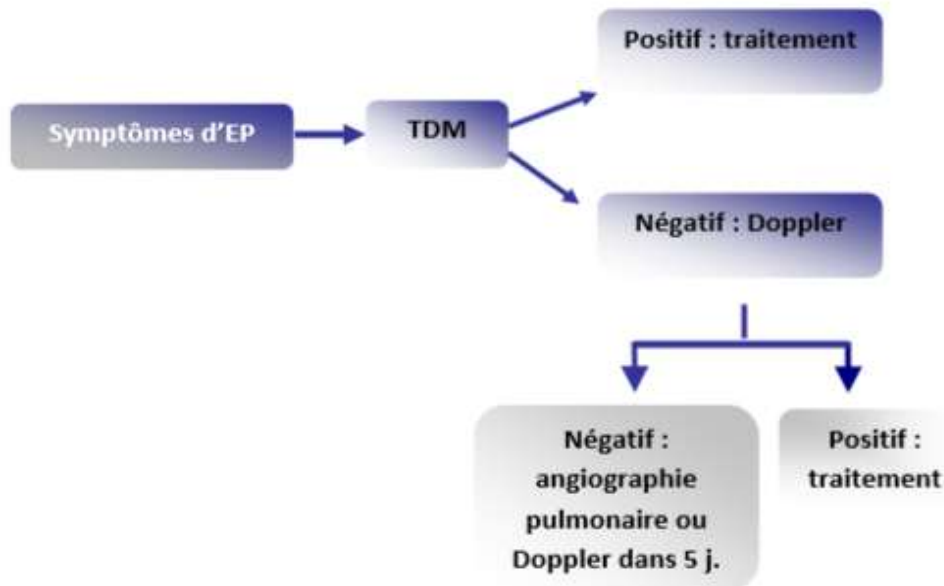 Symptômes d'EP
TDM
Positif : traitement
Négatif : Doppler
Négatif :
angiographie
pulmonaire ou
Doppler dans 5 j.
Positif :
traitement